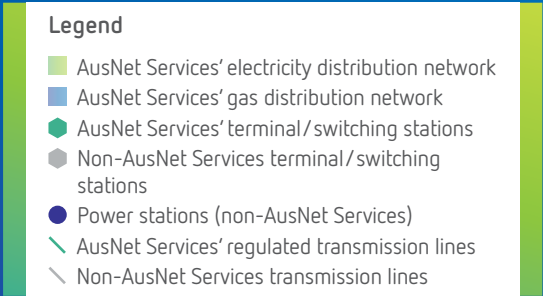 Legend
AusNet Services' electricity distribution network
AusNet Services' gas distribution network
AusNet Services' terminal/switching stations
Non-AusNet Services terminal/switching
stations
Power stations (non-AusNet Services)
AusNet Services' regulated transmission lines
Non-AusNet Services transmission lines